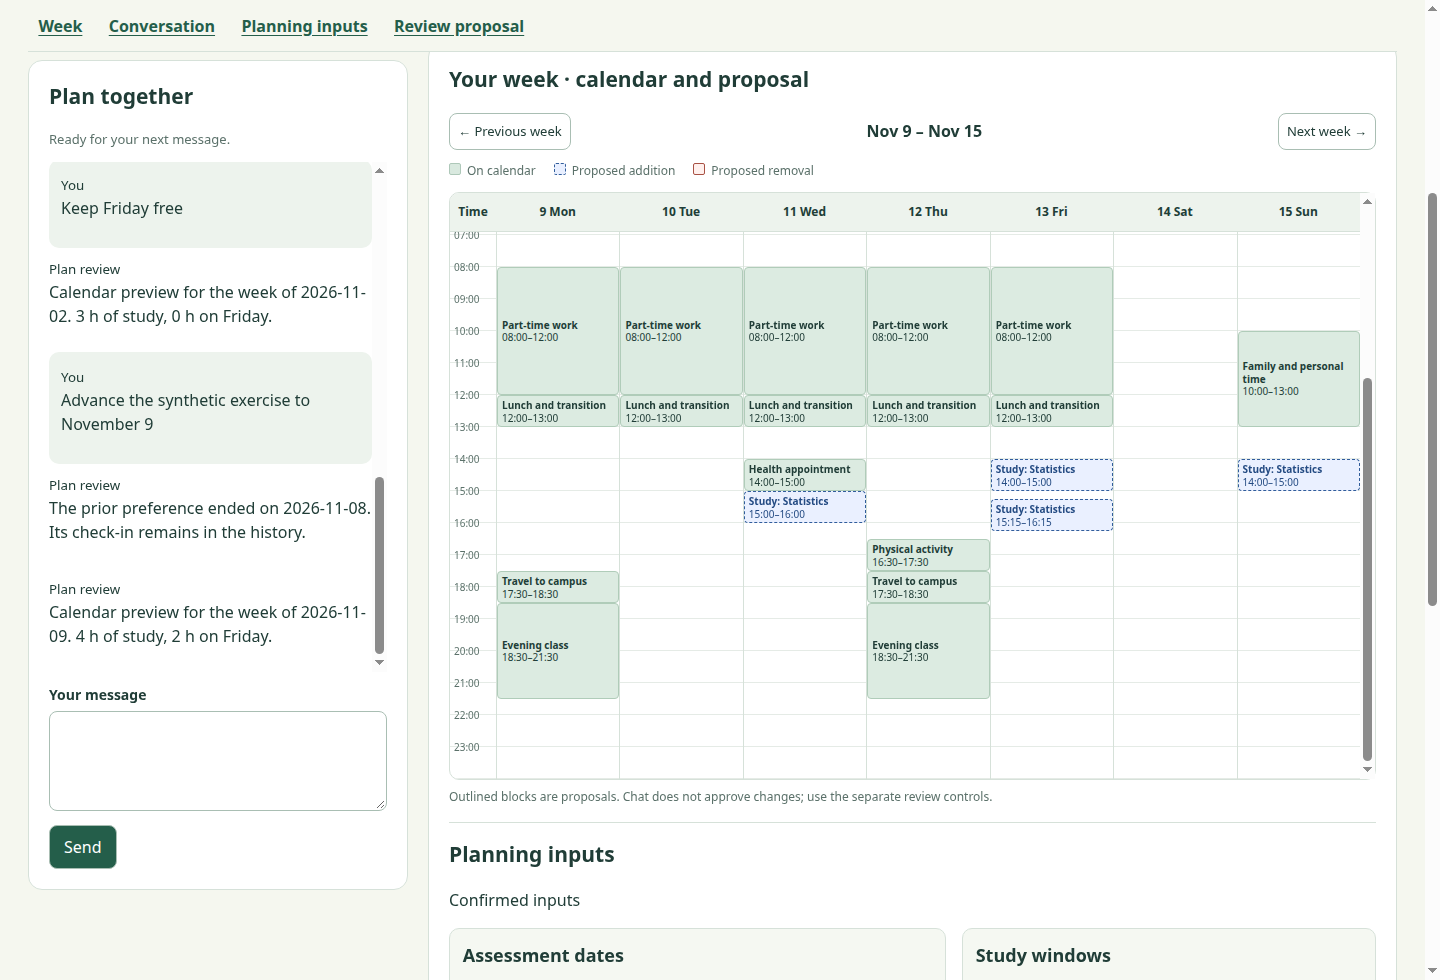 Week Conversation Planning inputs Review proposal
Plan together
Ready for your next message.
You
Keep Friday free
Plan review
Calendar preview for the week of 2026-11-
02. 3 h of study, 0 h on Friday.
You
Advance the synthetic exercise to
November 9
Plan review
The prior preference ended on 2026-11-08.
Its check-in remains in the history.
Plan review
Calendar preview for the week of 2026-11-
09. 4 h of study, 2 h on Friday.
Your message
Send
Your week · calendar and proposal
← Previous week
Nov 9 – Nov 15
Next week →
On calendar Proposed addition Proposed removal
Time 9 Mon 10 Tue 11 Wed 12 Thu 13 Fri 14 Sat 15 Sun
07:00
08:00
09:00
10:00
11:00
12:00
13:00
14:00
15:00
16:00
17:00
18:00
19:00
20:00
21:00
22:00
23:00
Part-time work
08:00–12:00
Lunch and transition
12:00–13:00
Travel to campus
17:30–18:30
Evening class
18:30–21:30
Part-time work
08:00–12:00
Lunch and transition
12:00–13:00
Part-time work
08:00–12:00
Lunch and transition
12:00–13:00
Health appointment
14:00–15:00
Study: Statistics
15:00–16:00
Part-time work
08:00–12:00
Lunch and transition
12:00–13:00
Physical activity
16:30–17:30
Travel to campus
17:30–18:30
Evening class
18:30–21:30
Part-time work
08:00–12:00
Lunch and transition
12:00–13:00
Study: Statistics
14:00–15:00
Study: Statistics
15:15–16:15
Family and personal
time
10:00–13:00
Study: Statistics
14:00–15:00
Outlined blocks are proposals. Chat does not approve changes; use the separate review controls.
Planning inputs
Confirmed inputs
Assessment dates
Study windows